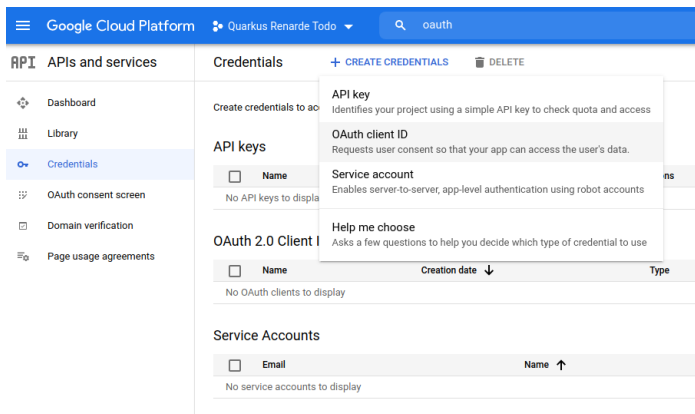 Google Cloud Platform
Quarkus Renarde Todo
oauth
API APIs and services
Credentials
+ CREATE CREDENTIALS
DELETE
Dashboard
Library
Credentials
OAuth consent screen
Domain verification
Page usage agreements
Create credentials to
API key
Identifies your project using a simple API key to check quota and access
OAuth client ID
Requests user consent so that your app can access the user's data.
Service account
Enables server-to-server, app-level authentication using robot accounts
Help me choose
Asks a few questions to help you decide which type of credential to use
API keys
Name
No API keys to
OAuth 2.0 Client
Name
Creation date
Type
No OAuth clients to display
Service Accounts
Email
Name
No service accounts to display